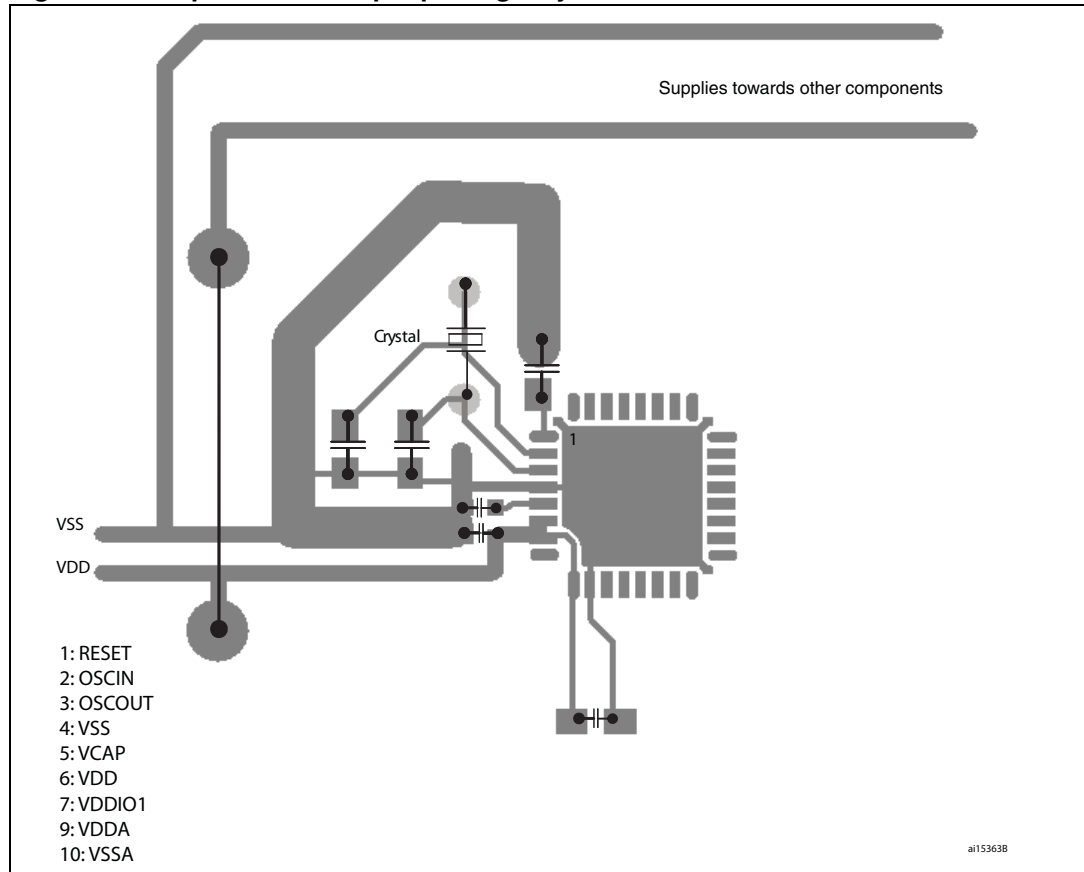 Supplies towards other components
Crystal
1
VSS
VDD
1: RESET
2: OSCIN
3: OSCOUT
4: VSS
5: VCAP
6: VDD
7: VDDIO1
9: VDDA
10: VSSA
ai15363B